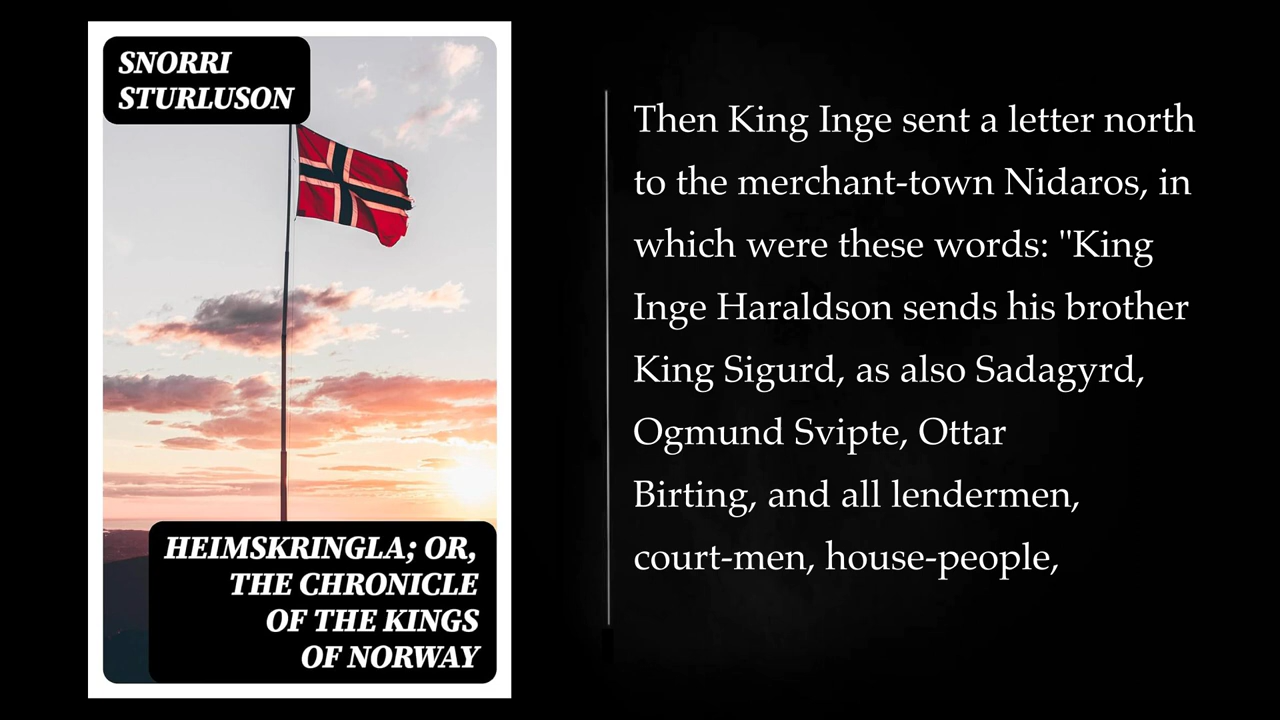 SNORRI
STURLUSON
HEIMSKRINGLA; OR,
THE CHRONICLE
OF THE KINGS
OF NORWAY
Then King Inge sent a letter north
to the merchant-town Nidaros, in
which were these words: "King
Inge Haraldson sends his brother
King Sigurd, as also Sadagyrd,
Ogmund Svipte, Ottar
Birting, and all lendermen,
court-men, house-people,